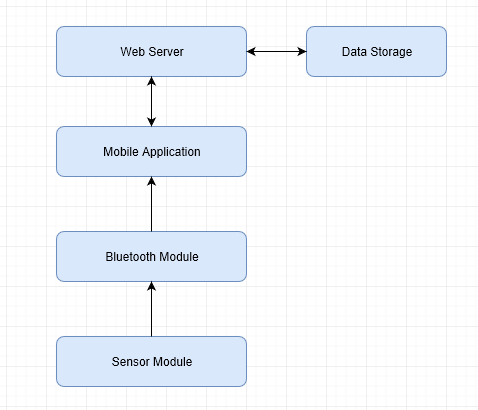 Web Server
Data Storage
Mobile Application
Bluetooth Module
Sensor Module